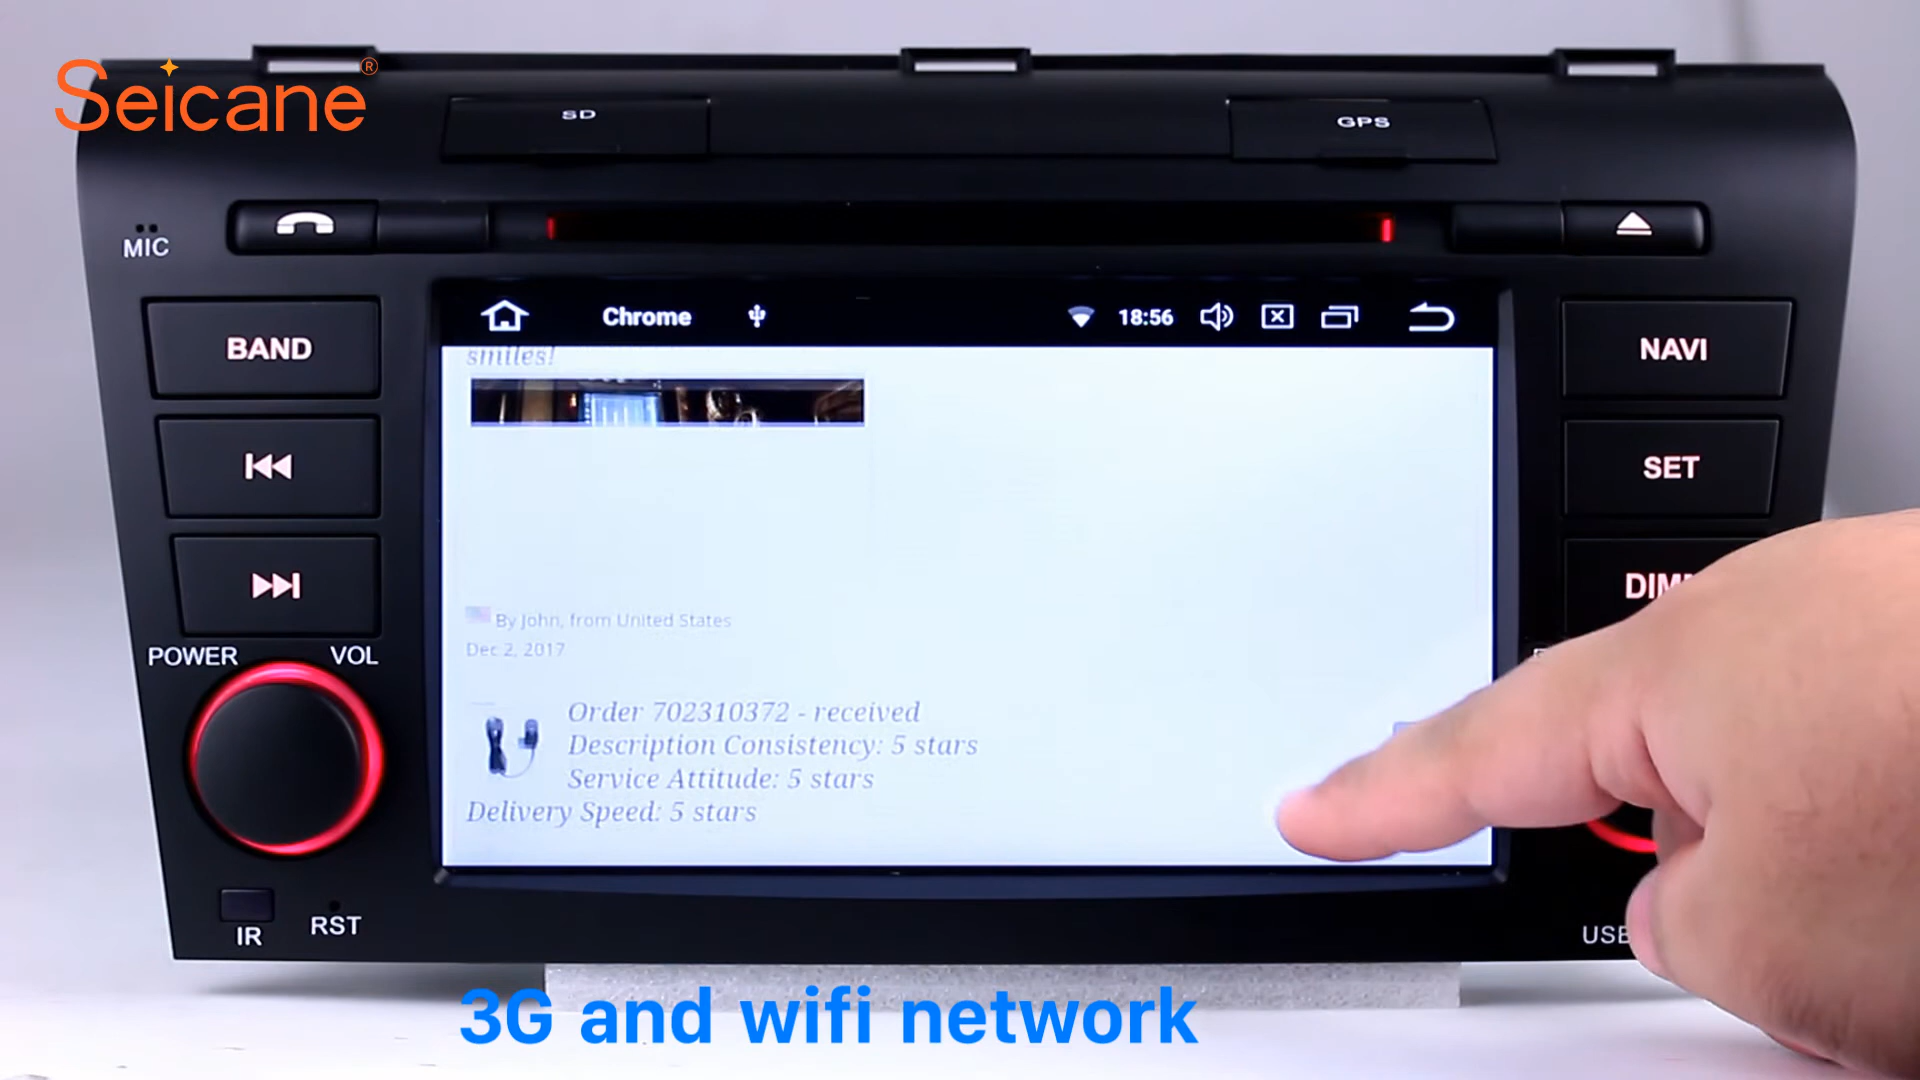 Seicane®
SD
GPS
MIC
BAND
NAVI
Chrome
18:56
smiles!
SET
DIM
By John, from United States
Dec 2, 2017
POWER VOL
Order 702310372 - received
Description Consistency: 5 stars
Service Attitude: 5 stars
Delivery Speed: 5 stars
IR
RST
USB
3G and wifi network